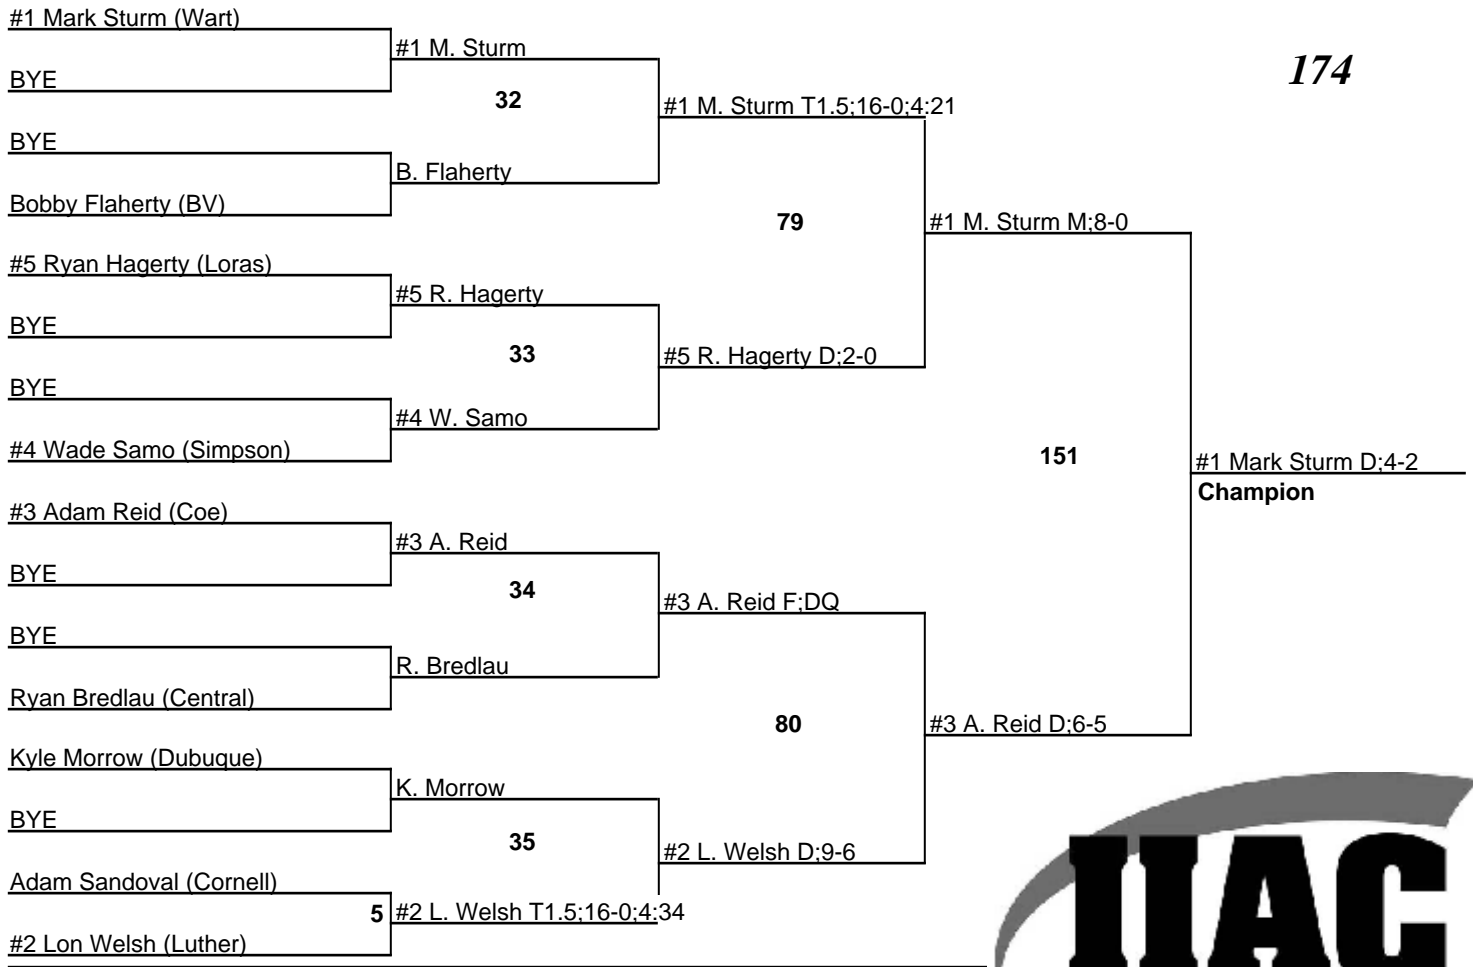 #1 Mark Sturm (Wart)
#1 M. Sturm
174
BYE
32
#1 M. Sturm T1.5;16-0;4:21
BYE
B. Flaherty
Bobby Flaherty (BV)
79
#1 M. Sturm M;8-0
#5 Ryan Hagerty (Loras)
#5 R. Hagerty
BYE
33
#5 R. Hagerty D;2-0
BYE
#4 W. Samo
#4 Wade Samo (Simpson)
151
#1 Mark Sturm D;4-2
Champion
#3 Adam Reid (Coe)
#3 A. Reid
BYE
34
#3 A. Reid F;DQ
BYE
R. Bredlau
Ryan Bredlau (Central)
80
#3 A. Reid D;6-5
Kyle Morrow (Dubuque)
K. Morrow
BYE
35
#2 L. Welsh D;9-6
Adam Sandoval (Cornell)
5
#2 L. Welsh T1.5;16-0;4:34
#2 Lon Welsh (Luther)
IIAC